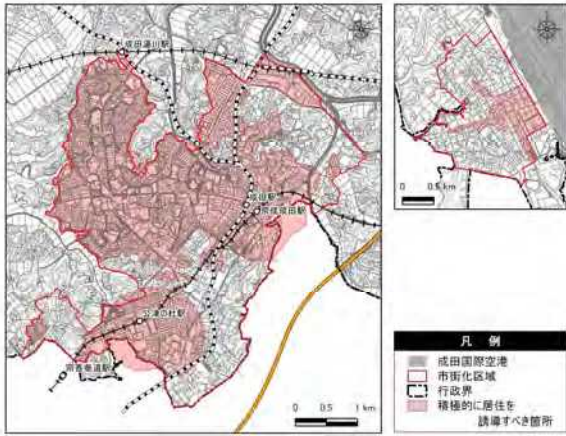 成田湯川駅
成田駅
京成成田駅
公津の杜駅
宗吾参道駅
0 0.5 1 km
0 0.5 km
凡 例
成田国際空港
市街化区域
行政界
積極的に居住を
誘導すべき箇所